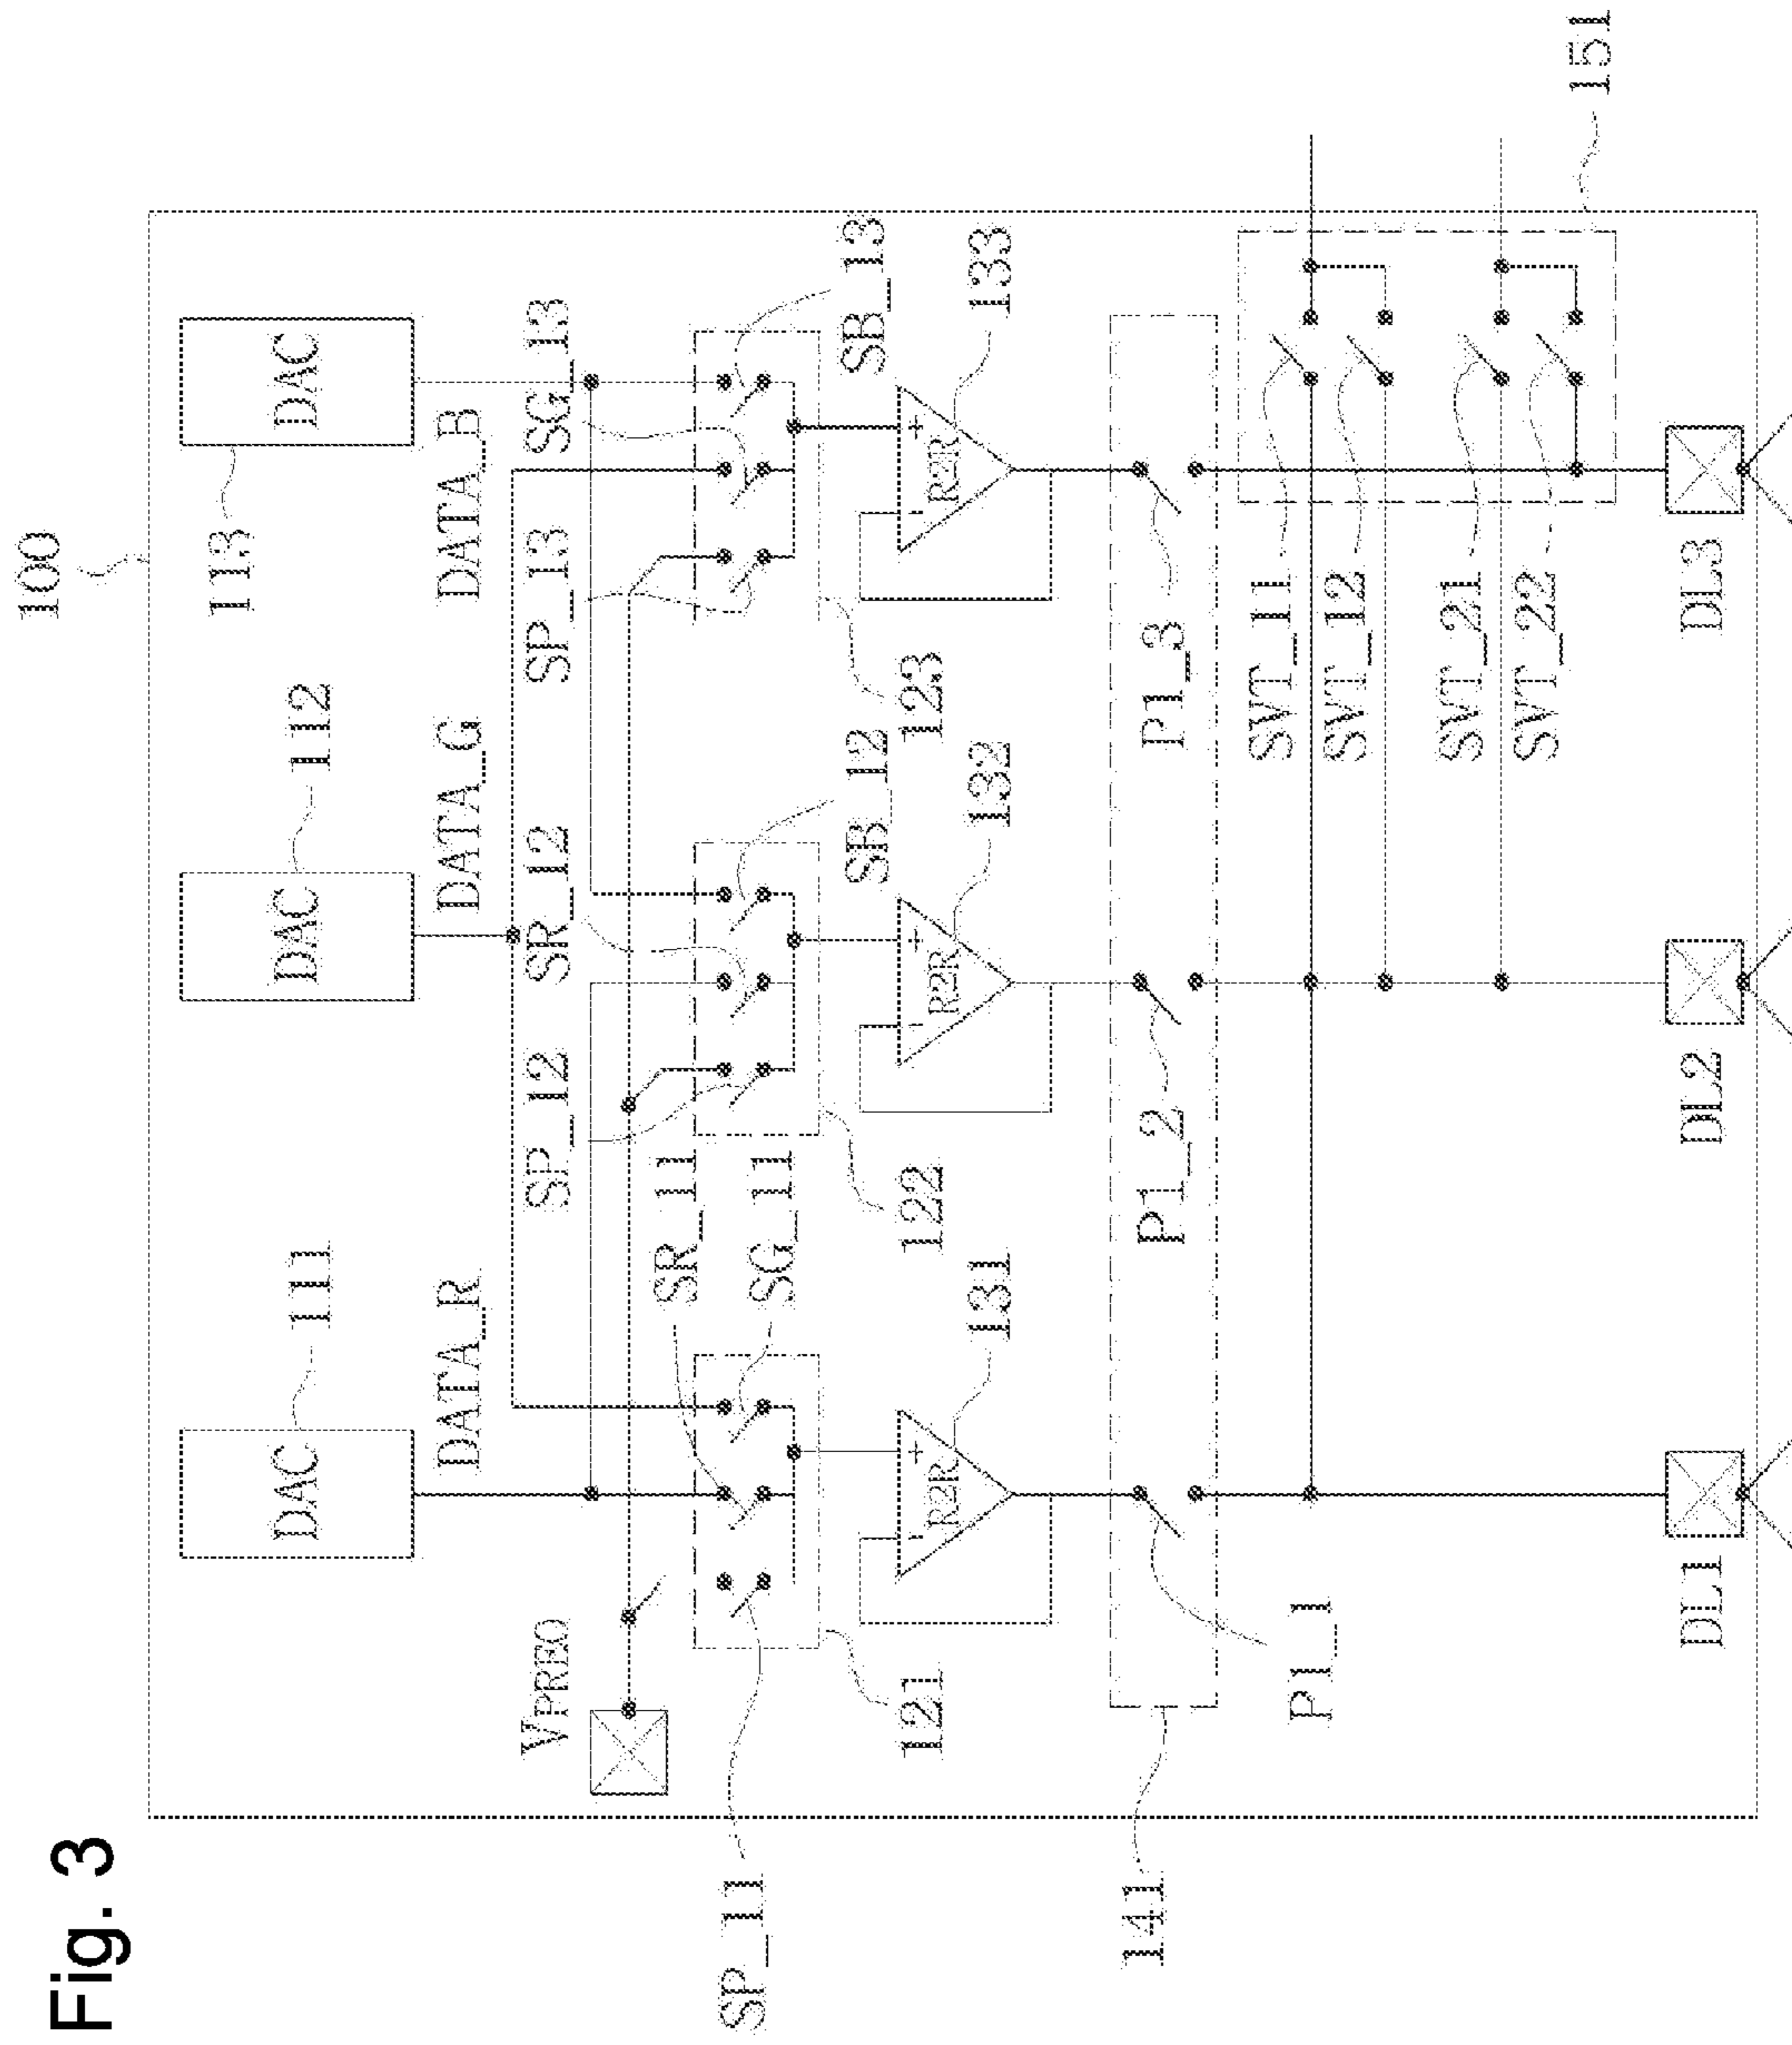 Fig. 3
100
111
112
113
DAC
DAC
DAC
DATA_R
DATA_G
DATA_B
VPREO
SP_12
SR_12
SP_13
SG_13
SR_11
SG_11
SP_11
SB_12
SB_13
121
122
123
R2R
R2R
R2R
+
-
+
-
+
-
131
132
133
141
P1_1
P1_2
P1_3
SVT_11
SVT_12
SVT_21
SVT_22
151
DL1
DL2
DL3